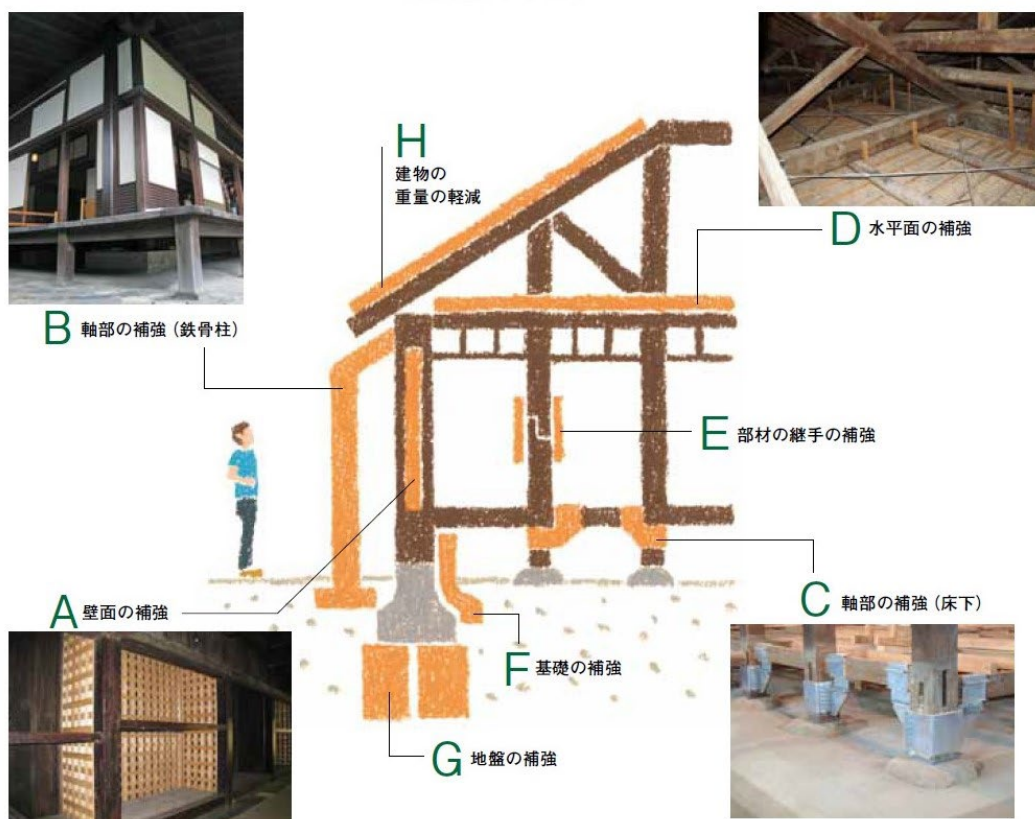 H
建物の
重量の軽減
D 水平面の補強
B 軸部の補強（鉄骨柱）
E 部材の継手の補強
A 壁面の補強
C 軸部の補強（床下）
F 基礎の補強
G 地盤の補強